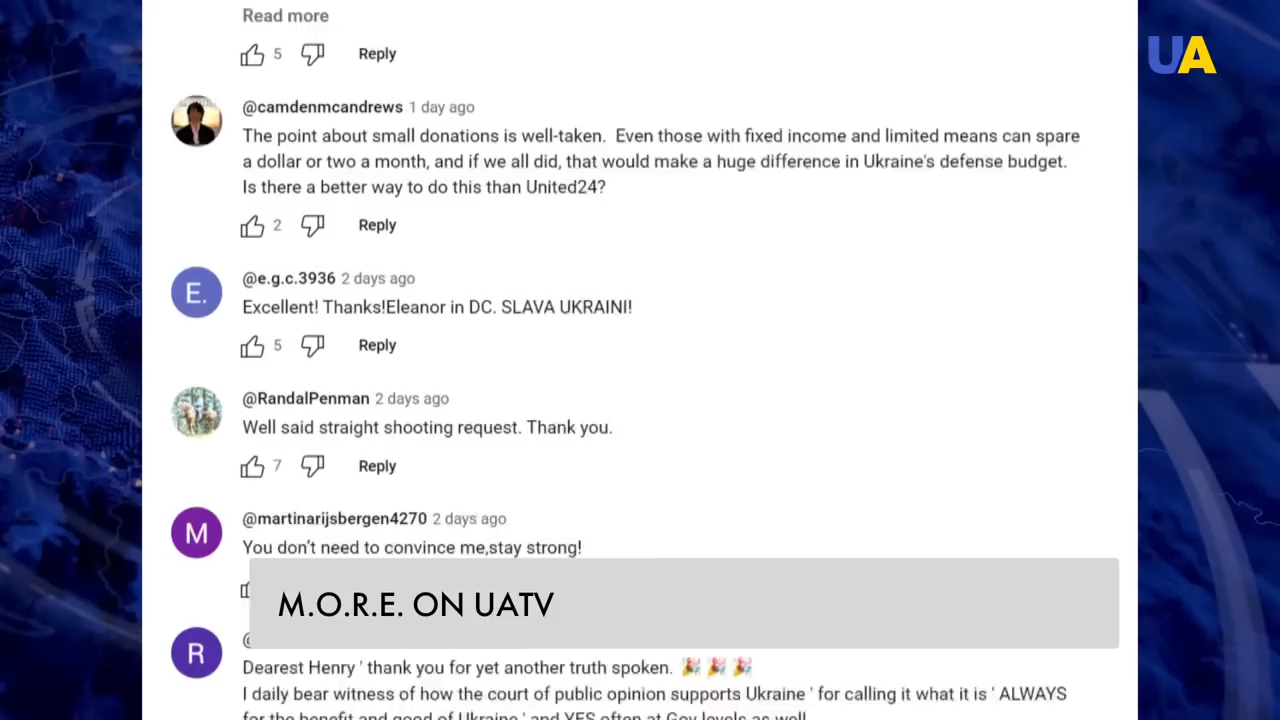 Read more
5 Reply
UA
@camdenmcandrews 1 day ago
The point about small donations is well-taken. Even those with fixed income and limited means can spare
a dollar or two a month, and if we all did, that would make a huge difference in Ukraine's defense budget.
Is there a better way to do this than United24?
2 Reply
E.
@e.g.c.3936 2 days ago
Excellent! Thanks!Eleanor in DC. SLAVA UKRAINI!
5 Reply
@RandalPenman 2 days ago
Well said straight shooting request. Thank you.
7 Reply
M
@martinarijsbergen4270 2 days ago
You don't need to convince me,stay strong!
M.O.R.E. ON UATV
R
Dearest Henry ' thank you for yet another truth spoken. 🎉 🎉 🎉
I daily bear witness of how the court of public opinion supports Ukraine ' for calling it what it is ' ALWAYS
for the benefit and good of Ukraine ' and YES often at Gov levels as well